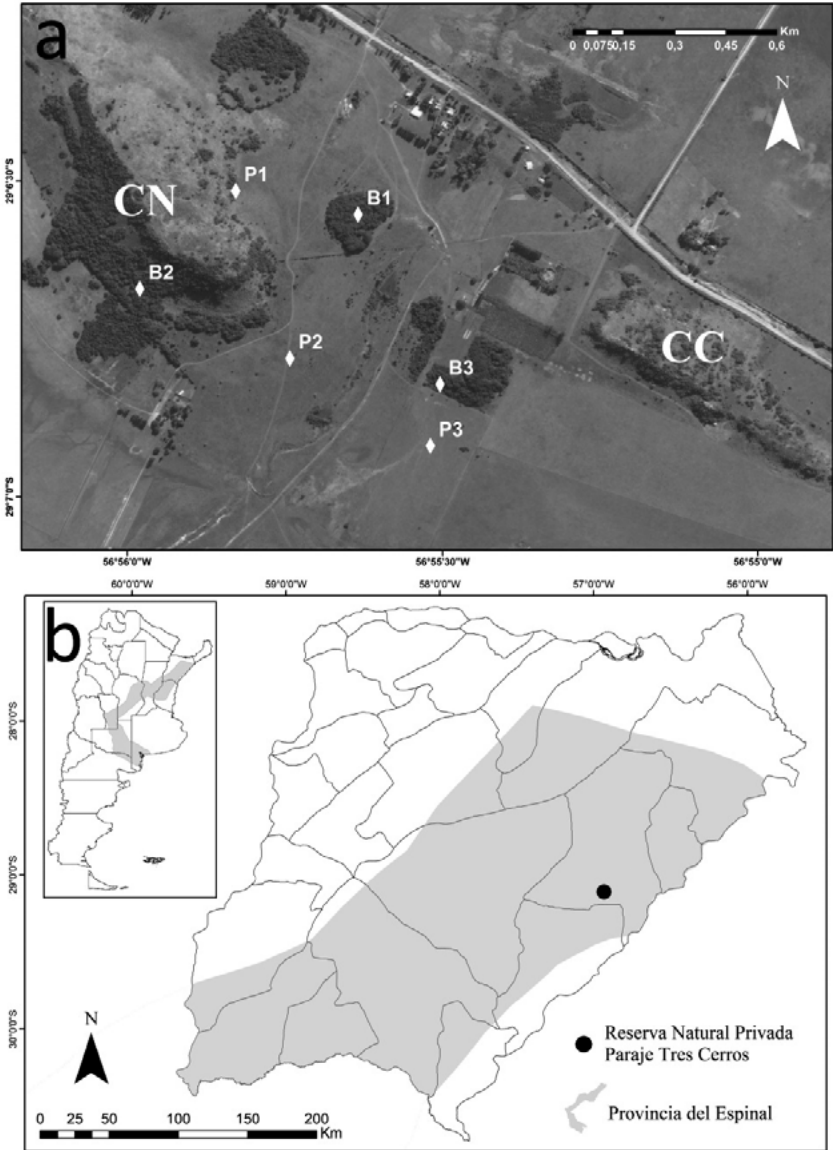 a
Km
0 0,075 0,15 0,3 0,45 0,6
N
29°6'30"S
CN
P1
B1
B2
P2
CC
B3
P3
29°7'0"S
56°56'0"W
56°55'30"W
56°55'0"W
60°0'0"W
59°0'0"W
58°0'0"W
57°0'0"W
56°0'0"W
b
28°0'0"S
29°0'0"S
30°0'0"S
N
Reserva Natural Privada
Paraje Tres Cerros
Provincia del Espinal
0 25 50 100 150 200
Km